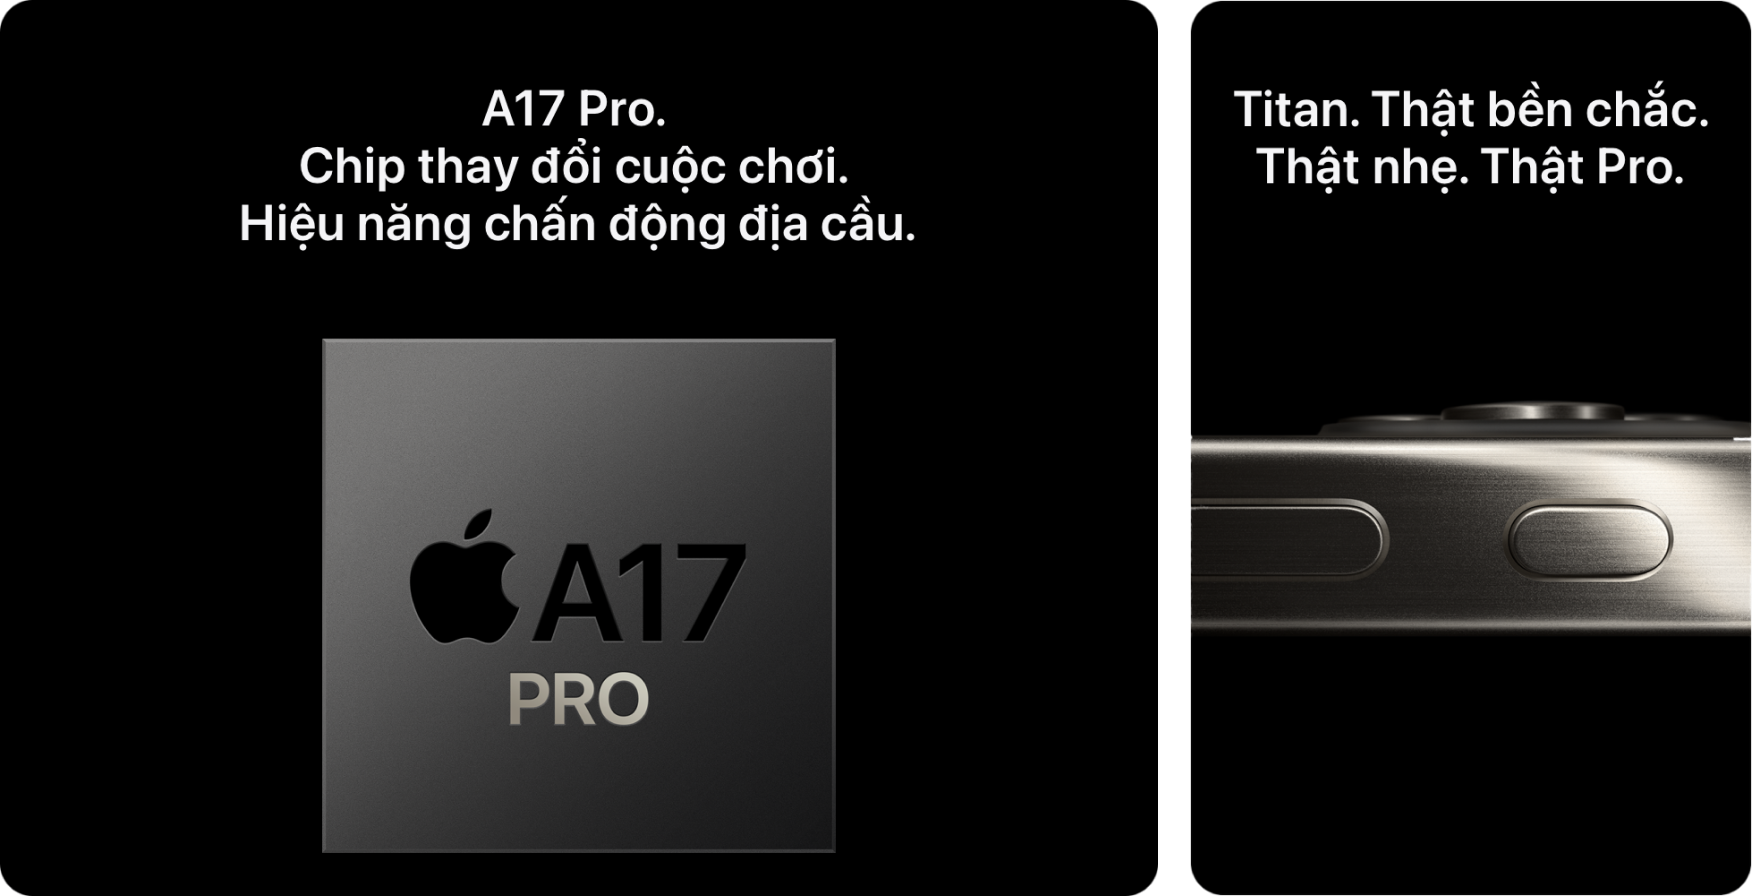 A17 Pro.
Chip thay đổi cuộc chơi.
Hiệu năng chấn động địa cầu.
A17
PRO
Titan. Thật bền chắc.
Thật nhẹ. Thật Pro.